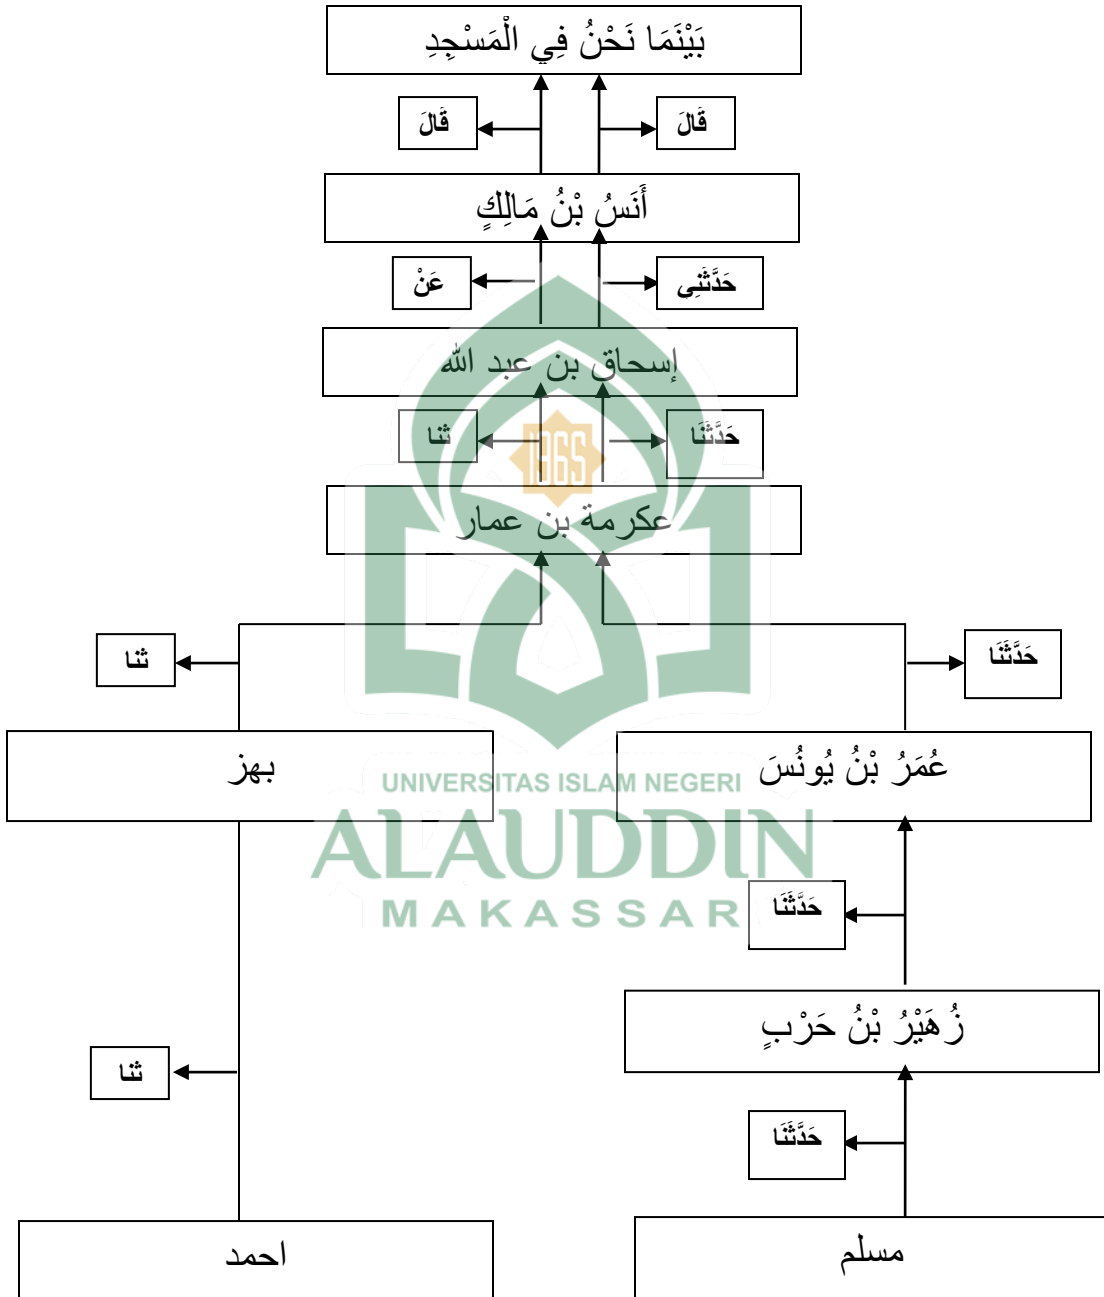 بَيْنَمَا نَحْنُ فِي الْمَسْجِدِ
قَالَ
قَالَ
أَنَسُ بْنُ مَالِكٍ
حَدَّثَنِي
عَنْ
إسحاق بن عبد الله
حَدَّثَنَا
ثنا
1965
عكرمة بن عمار
حَدَّثَنَا
ثنا
عُمَرُ بْنُ يُونُسَ
بهز
UNIVERSITAS ISLAM NEGERI
ALAUDDIN
MAKASSAR
حَدَّثَنَا
زُهَيْرُ بْنُ حَرْبٍ
ثنا
حَدَّثَنَا
مسلم
احمد